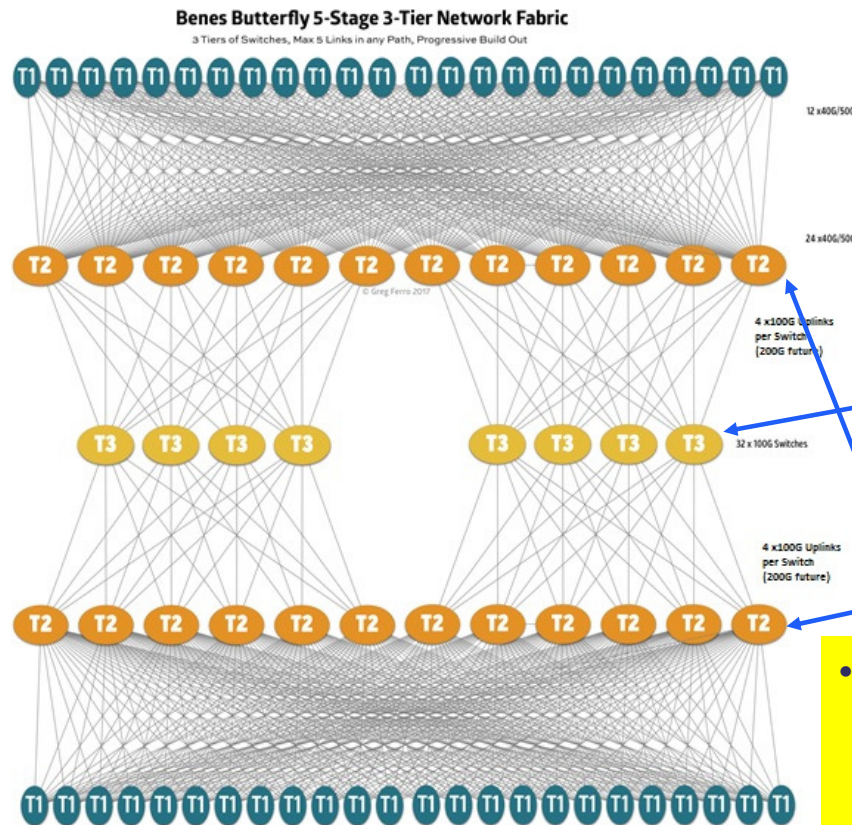 Benes Butterfly 5-Stage 3-Tier Network Fabric
3 Tiers of Switches, Max 5 Links in any Path, Progressive Build Out
T1 T1 T1 T1 T1 T1 T1 T1 T1 T1 T1 T1 T1 T1 T1 T1 T1 T1 T1 T1 T1 T1 T1 T1
12 x40G/50G
24 x40G/50G
T2 T2 T2 T2 T2 T2 T2 T2 T2 T2 T2 T2
© Greg Ferro 2017
4 x100G Uplinks
per Switch
(200G future)
T3 T3 T3 T3 T3 T3 T3 T3
32 x 100G Switches
4 x100G Uplinks
per Switch
(200G future)
T2 T2 T2 T2 T2 T2 T2 T2 T2 T2 T2 T2
T1 T1 T1 T1 T1 T1 T1 T1 T1 T1 T1 T1 T1 T1 T1 T1 T1 T1 T1 T1 T1 T1 T1 T1